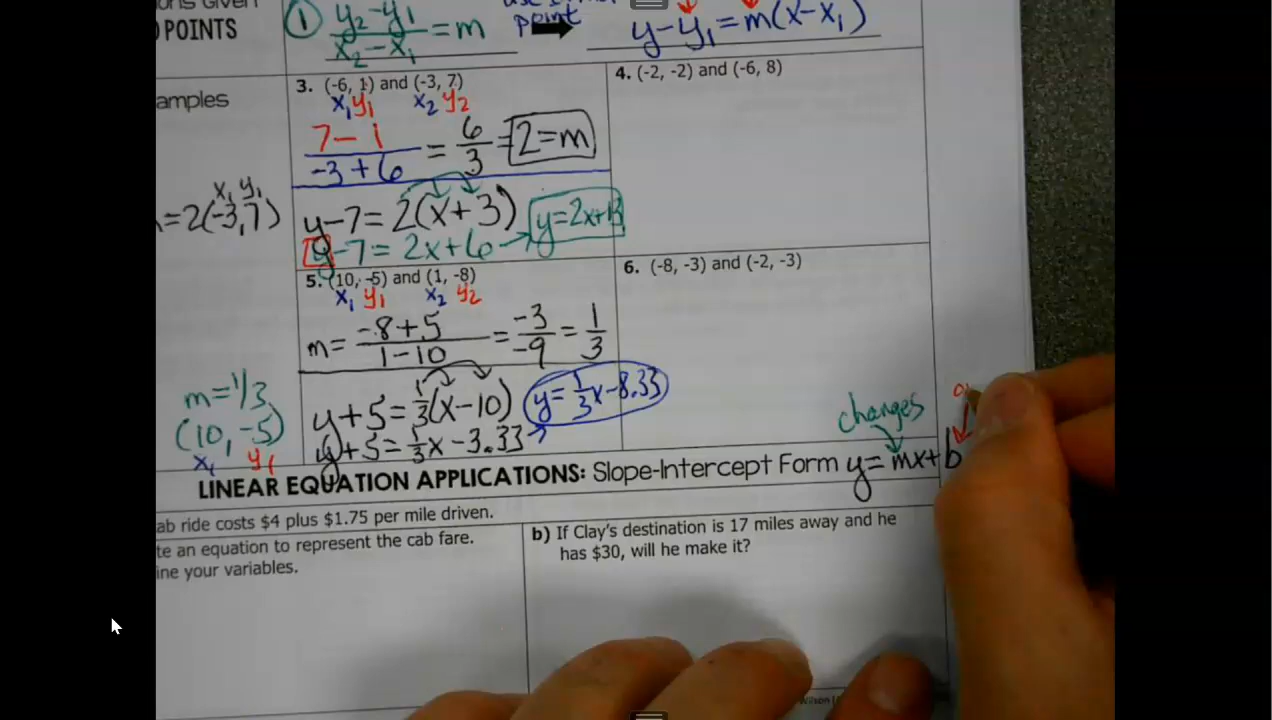 POINTS
① y₂-y₁ / x₂-x₁ = m
point
y-y₁=m(x-x₁)
amples
3. (-6, 1) and (-3, 7)
x₁ y₁ x₂ y₂
7-1 / -3+6 = 6/3 = 2=m
x₁ y₁
=2(-3,7)
y-7=2(x+3)
y-7=2x+6 → y=2x+13
4. (-2, -2) and (-6, 8)
5. (10, -5) and (1, -8)
x₁ y₁ x₂ y₂
m= -8+5 / 1-10 = -3/-9 = 1/3
m=1/3
(10,-5)
x₁ y₁
y+5=1/3(x-10)
y+5=1/3x-3.33
y=1/3x-8.33
6. (-8, -3) and (-2, -3)
changes
LINEAR EQUATION APPLICATIONS: Slope-Intercept Form y=mx+b
ab ride costs $4 plus $1.75 per mile driven.
te an equation to represent the cab fare.
ine your variables.
b) If Clay's destination is 17 miles away and he
has $30, will he make it?